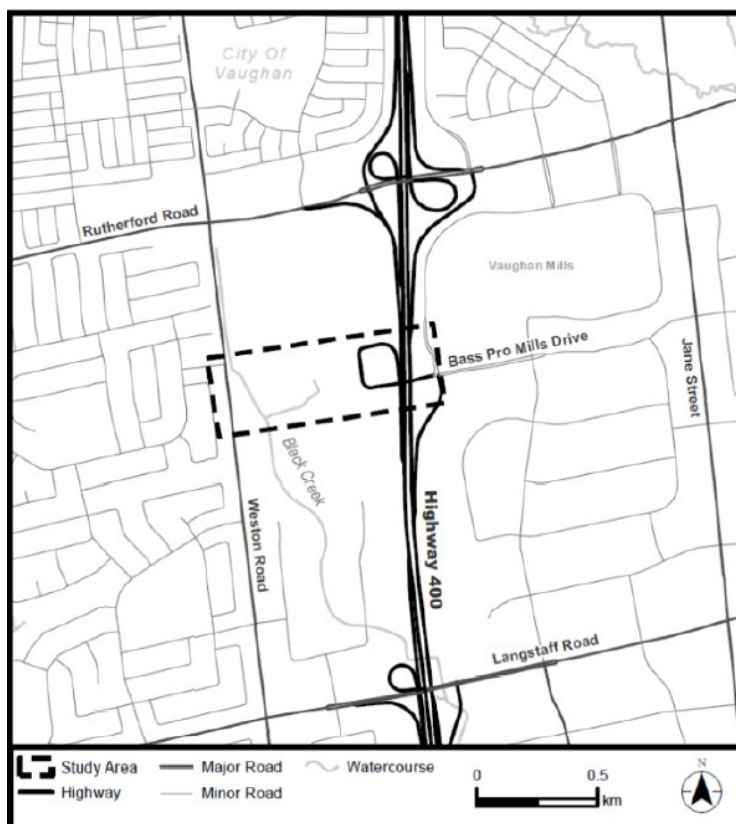 City Of
Vaughan
Rutherford Road
Vaughan Mills
Bass Pro Mills Drive
Jane Street
Black Creek
Weston Road
Highway 400
Langstaff Road
N
Study Area
Major Road
Watercourse
0
0.5
Highway
Minor Road
km